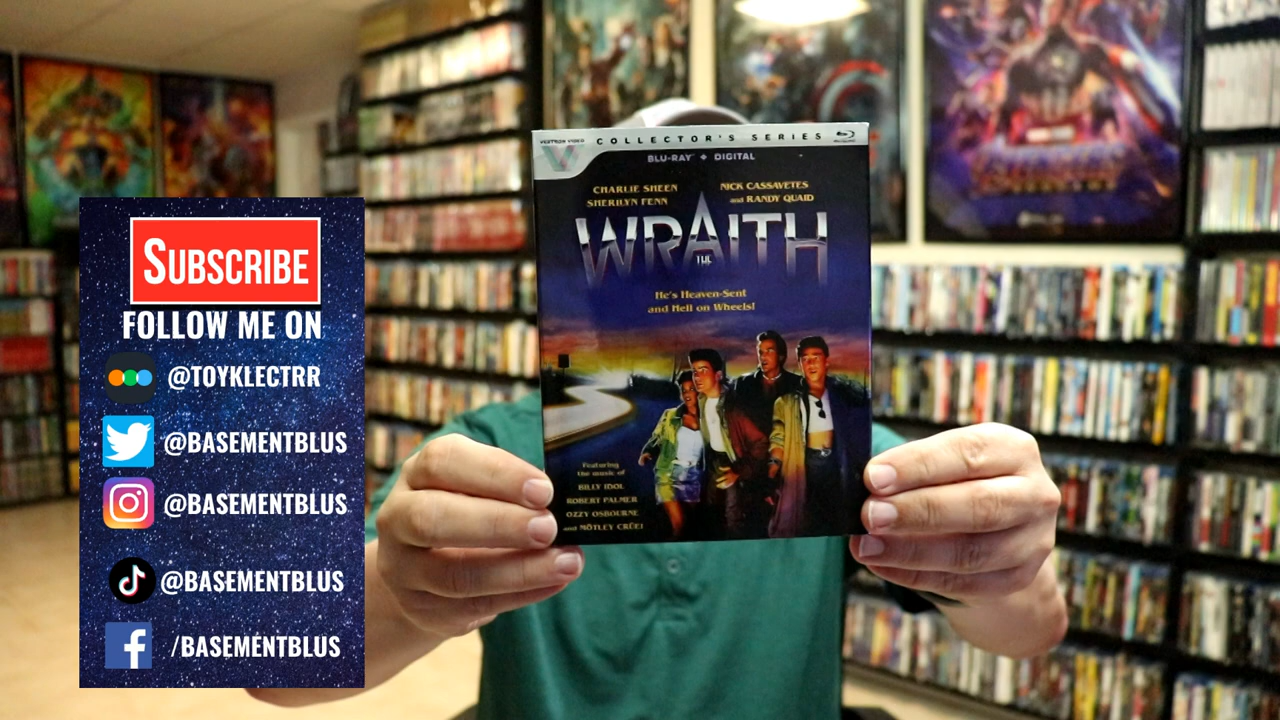 SUBSCRIBE
FOLLOW ME ON
@TOYKLECTRR
@BASEMENTBLUS
@BASEMENTBLUS
@BASEMENTBLUS
/BASEMENTBLUS
VESTRON VIDEO
COLLECTOR'S SERIES
BLU-RAY + DIGITAL
CHARLIE SHEEN NICK CASSAVETES
SHERILYN FENN and RANDY QUAID
THE
WRAITH
He's Heaven-Sent
and Hell on Wheels!
Featuring
the music of
BILLY IDOL
ROBERT PALMER
OZZY OSBOURNE
and MÖTLEY CRÜE!